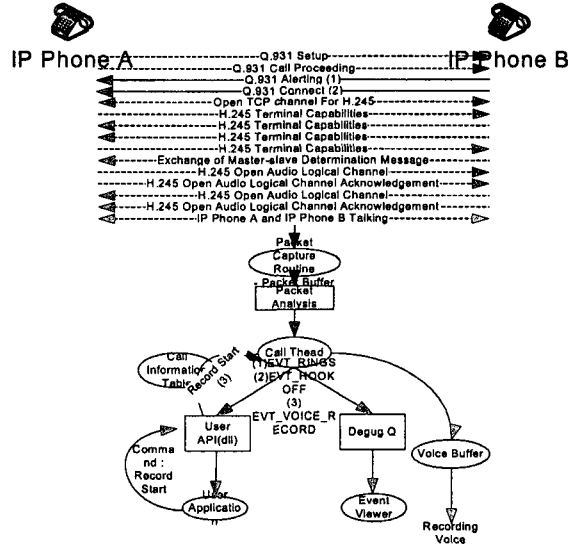 IP Phone A
IP Phone B
Q.931 Setup
Q.931 Call Proceeding
Q.931 Alerting (1)
Q.931 Connect (2)
Open TCP channel For H.245
H.245 Terminal Capabilities
H.245 Terminal Capabilities
H.245 Terminal Capabilities
H.245 Terminal Capabilities
Exchange of Master-slave Determination Message
H.245 Open Audio Logical Channel
H.245 Open Audio Logical Channel Acknowledgement
H.245 Open Audio Logical Channel
H.245 Open Audio Logical Channel Acknowledgement
IP Phone A and IP Phone B Talking
Packet
Capture
Routine
- Packet Buffer
Packet
Analysis
Call
Information
Table
Record Start
(3)
Call Thead
(1)EVT_RINGS
(2)EVT_HOOK
OFF
(3)
EVT_VOICE_R
ECORD
User
API(dll)
Degug Q
Voice Buffer
Comma
nd :
Record
Start
User
Applicatio
n
Event
Viewer
Recording
Voice